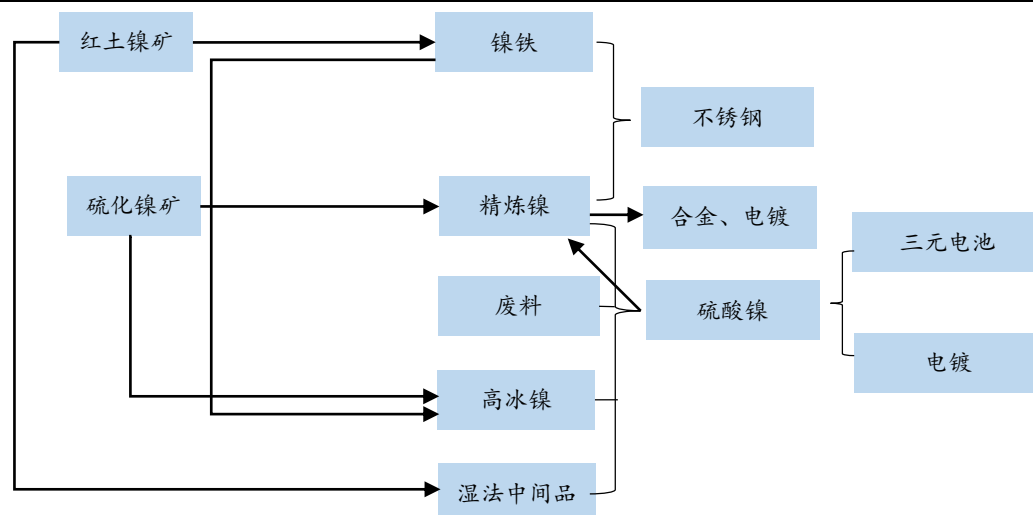 红土镍矿
镍铁
不锈钢
硫化镍矿
精炼镍
合金、电镀
三元电池
废料
硫酸镍
电镀
高冰镍
湿法中间品